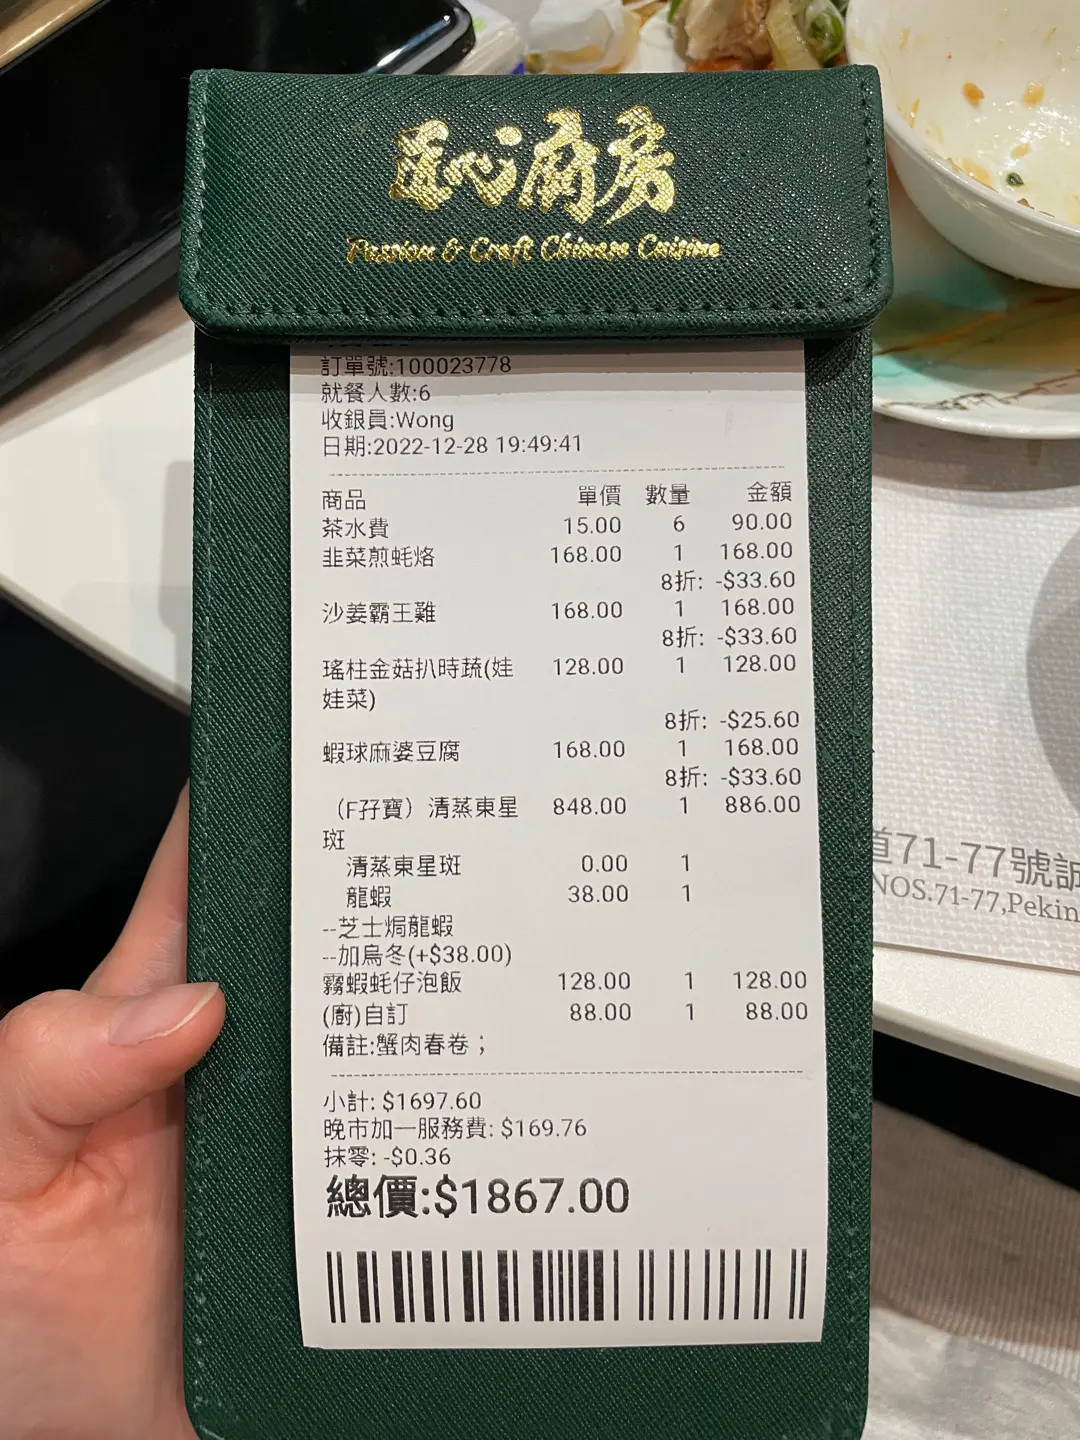 廚房
Passion & Craft Chinese Cuisine
訂單號:100023778
就餐人數:6
收銀員:Wong
日期:2022-12-28 19:49:41
商品 單價 數量 金額
茶水費 15.00 6 90.00
韭菜煎蚝烙 168.00 1 168.00
8折: -$33.60
沙姜霸王雞 168.00 1 168.00
8折: -$33.60
瑤柱金菇扒時蔬(娃 128.00 1 128.00
娃菜)
8折: -$25.60
蝦球麻婆豆腐 168.00 1 168.00
8折: -$33.60
（F孖寶）清蒸東星 848.00 1 886.00
斑
清蒸東星斑 0.00 1
龍蝦 38.00 1
--芝士焗龍蝦
--加烏冬(+$38.00)
霧蝦蚝仔泡飯 128.00 1 128.00
(廚)自訂 88.00 1 88.00
備註:蟹肉春卷；
小計: $1697.60
晚市加一服務費: $169.76
抹零: -$0.36
總價:$1867.00
道71-77號誠
NOS.71-77,Pekin